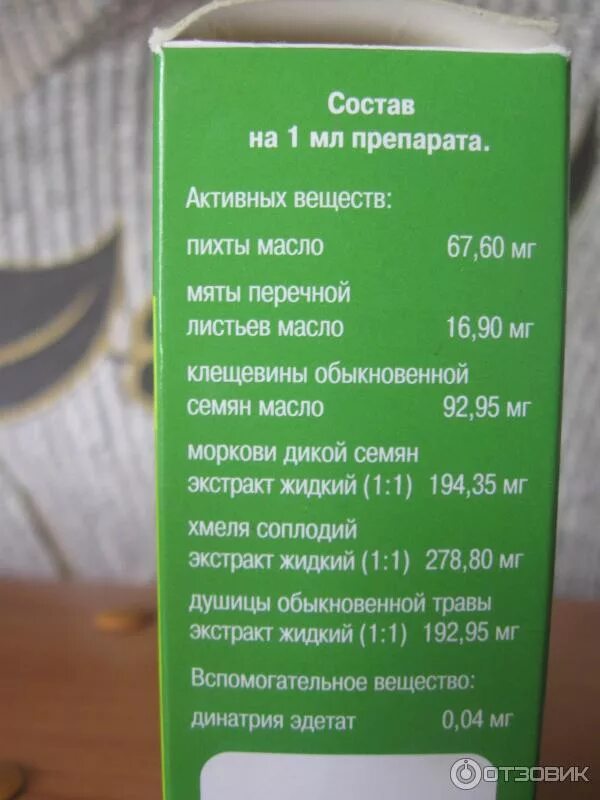 Состав
на 1 мл препарата.
Активных веществ:
пихты масло 67,60 мг
мяты перечной
листьев масло 16,90 мг
клещевины обыкновенной
семян масло 92,95 мг
моркови дикой семян
экстракт жидкий (1:1) 194,35 мг
хмеля соплодий
экстракт жидкий (1:1) 278,80 мг
душицы обыкновенной травы
экстракт жидкий (1:1) 192,95 мг
Вспомогательное вещество:
динатрия эдетат 0,04 мг
ОТЗОВИК